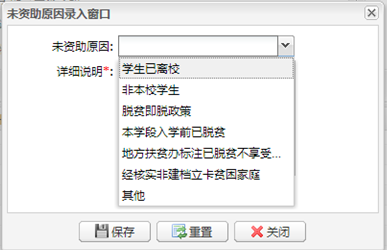 未资助原因录入窗口
未资助原因:
详细说明*:
学生已离校
非本校学生
脱贫即脱政策
本学段入学前已脱贫
地方扶贫办标注已脱贫不享受...
经核实非建档立卡贫困家庭
其他
保存 重置 关闭